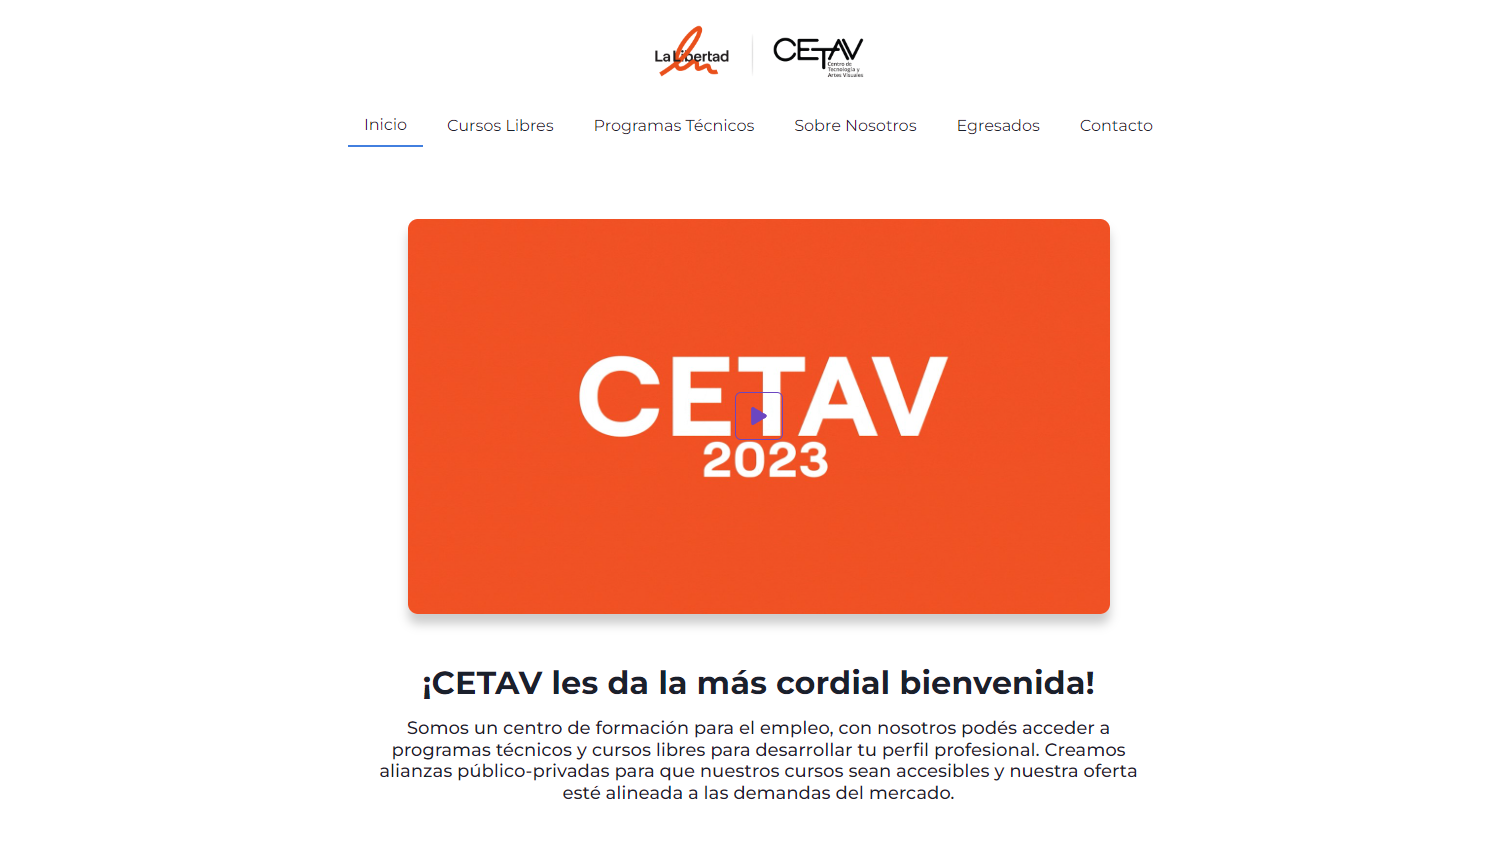 La Libertad
CETAV
Centro de
Tecnología y
Artes Visuales
Inicio
Cursos Libres
Programas Técnicos
Sobre Nosotros
Egresados
Contacto
CETAV
2023
¡CETAV les da la más cordial bienvenida!
Somos un centro de formación para el empleo, con nosotros podés acceder a
programas técnicos y cursos libres para desarrollar tu perfil profesional. Creamos
alianzas público-privadas para que nuestros cursos sean accesibles y nuestra oferta
esté alineada a las demandas del mercado.